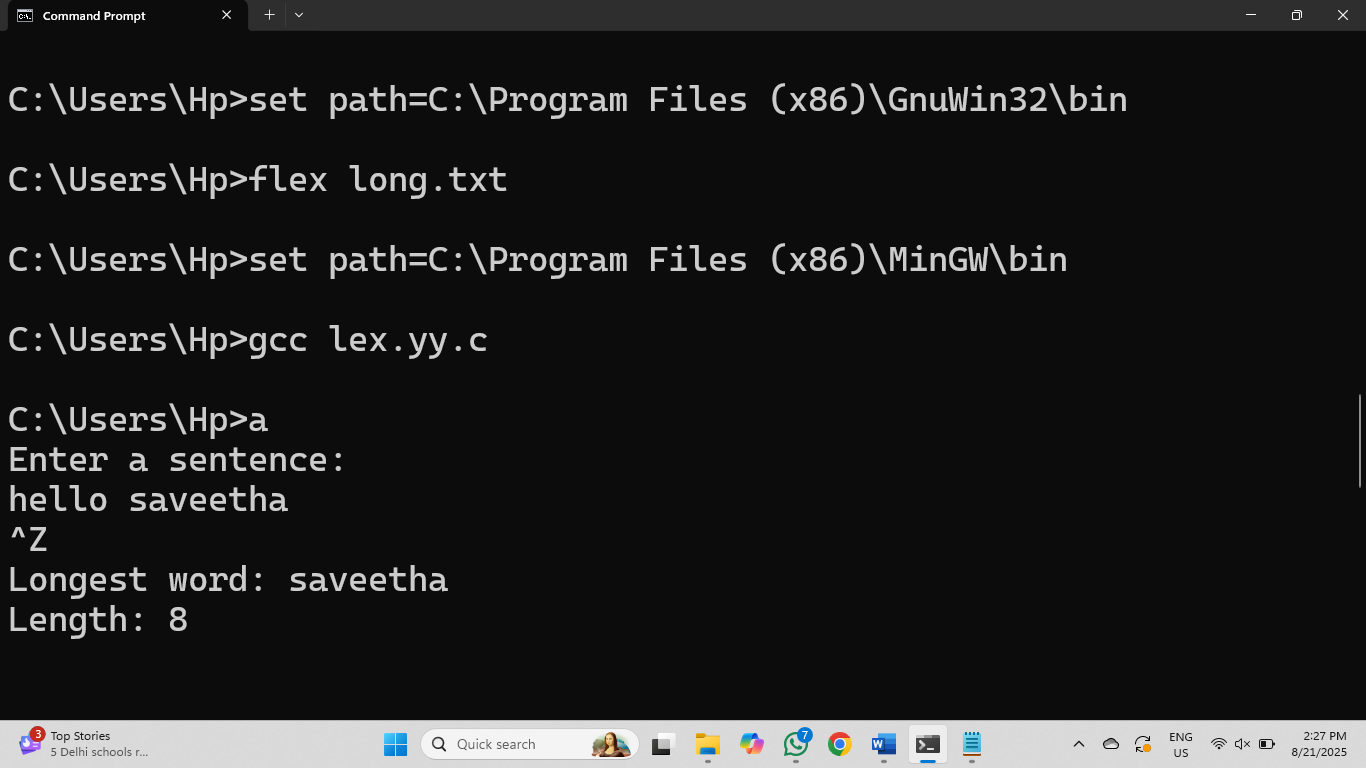 Command Prompt
C:\Users\Hp>set path=C:\Program Files (x86)\GnuWin32\bin
C:\Users\Hp>flex long.txt
C:\Users\Hp>set path=C:\Program Files (x86)\MinGW\bin
C:\Users\Hp>gcc lex.yy.c
C:\Users\Hp>a
Enter a sentence:
hello saveetha
^Z
Longest word: saveetha
Length: 8
3
Top Stories
5 Delhi schools r...
Quick search
7
ENG
US
2:27 PM
8/21/2025